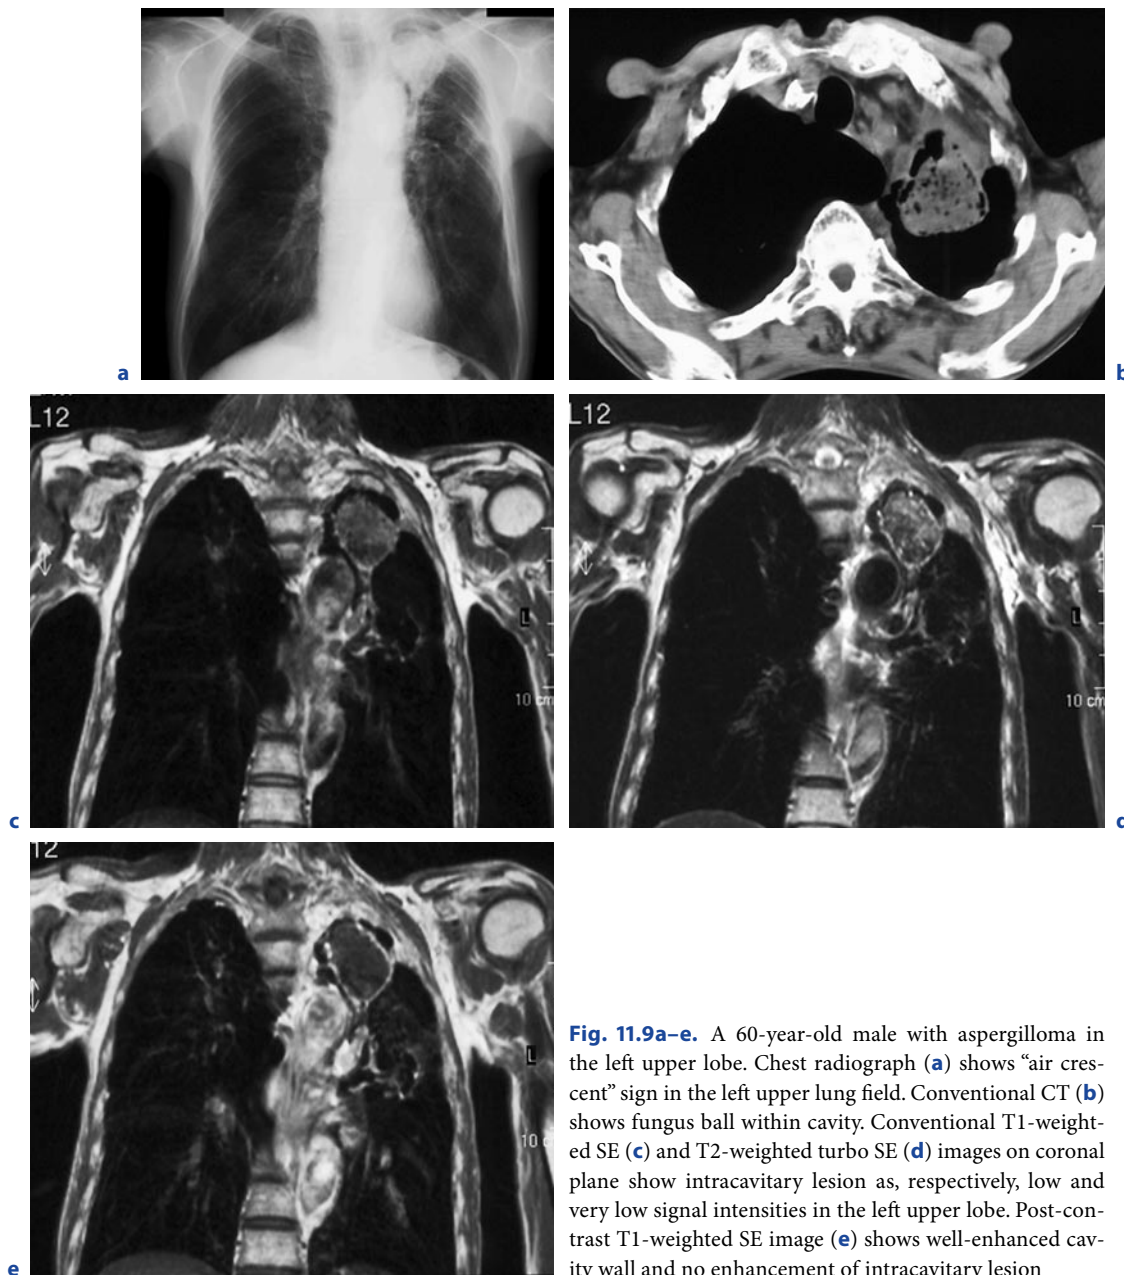 a
b
L12
L
10 cm
c
L12
L
10 cm
d
T2
L
10 c
e
Fig. 11.9a–e. A 60-year-old male with aspergilloma in
the left upper lobe. Chest radiograph (a) shows “air cres-
cent” sign in the left upper lung field. Conventional CT (b)
shows fungus ball within cavity. Conventional T1-weight-
ed SE (c) and T2-weighted turbo SE (d) images on coronal
plane show intracavitary lesion as, respectively, low and
very low signal intensities in the left upper lobe. Post-con-
trast T1-weighted SE image (e) shows well-enhanced cav-
ity wall and no enhancement of intracavitary lesion